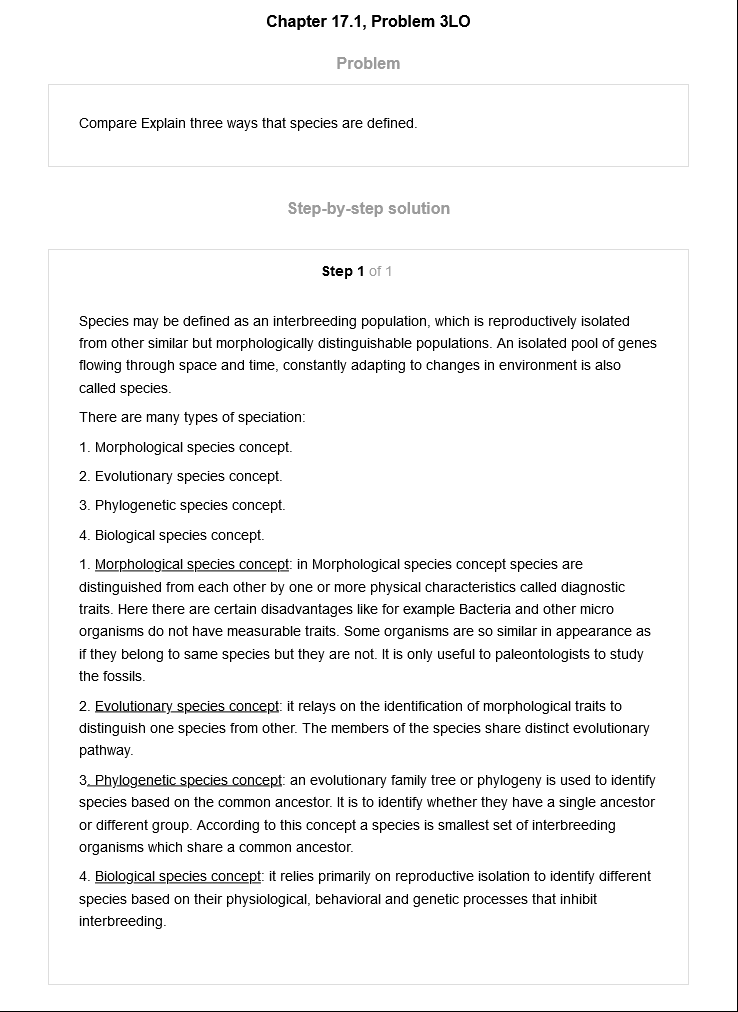 Chapter 17.1, Problem 3LO
Problem
Compare Explain three ways that species are defined.
Step-by-step solution
Step 1 of 1
Species may be defined as an interbreeding population, which is reproductively isolated
from other similar but morphologically distinguishable populations. An isolated pool of genes
flowing through space and time, constantly adapting to changes in environment is also
called species.
There are many types of speciation:
1. Morphological species concept.
2. Evolutionary species concept.
3. Phylogenetic species concept.
4. Biological species concept.
1. Morphological species concept: in Morphological species concept species are
distinguished from each other by one or more physical characteristics called diagnostic
traits. Here there are certain disadvantages like for example Bacteria and other micro
organisms do not have measurable traits. Some organisms are so similar in appearance as
if they belong to same species but they are not. It is only useful to paleontologists to study
the fossils.
2. Evolutionary species concept: it relays on the identification of morphological traits to
distinguish one species from other. The members of the species share distinct evolutionary
pathway.
3. Phylogenetic species concept: an evolutionary family tree or phylogeny is used to identify
species based on the common ancestor. It is to identify whether they have a single ancestor
or different group. According to this concept a species is smallest set of interbreeding
organisms which share a common ancestor.
4. Biological species concept: it relies primarily on reproductive isolation to identify different
species based on their physiological, behavioral and genetic processes that inhibit
interbreeding.